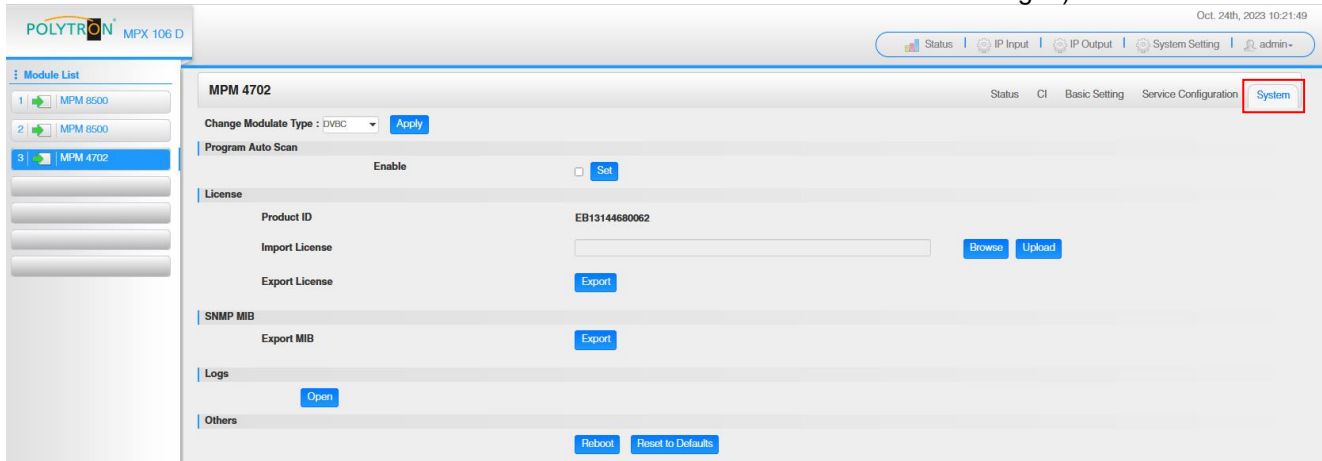 Oct. 24th, 2023 10:21:49
POLYTRON MPX 106 D
Status IP Input IP Output System Setting admin
Module List
1 MPM 8500
2 MPM 8500
3 MPM 4702
MPM 4702
Status CI Basic Setting Service Configuration System
Change Modulate Type : DVBC Apply
Program Auto Scan
Enable Set
License
Product ID EB13144680062
Import License Browse Upload
Export License Export
SNMP MIB
Export MIB Export
Logs
Open
Others
Reboot Reset to Defaults